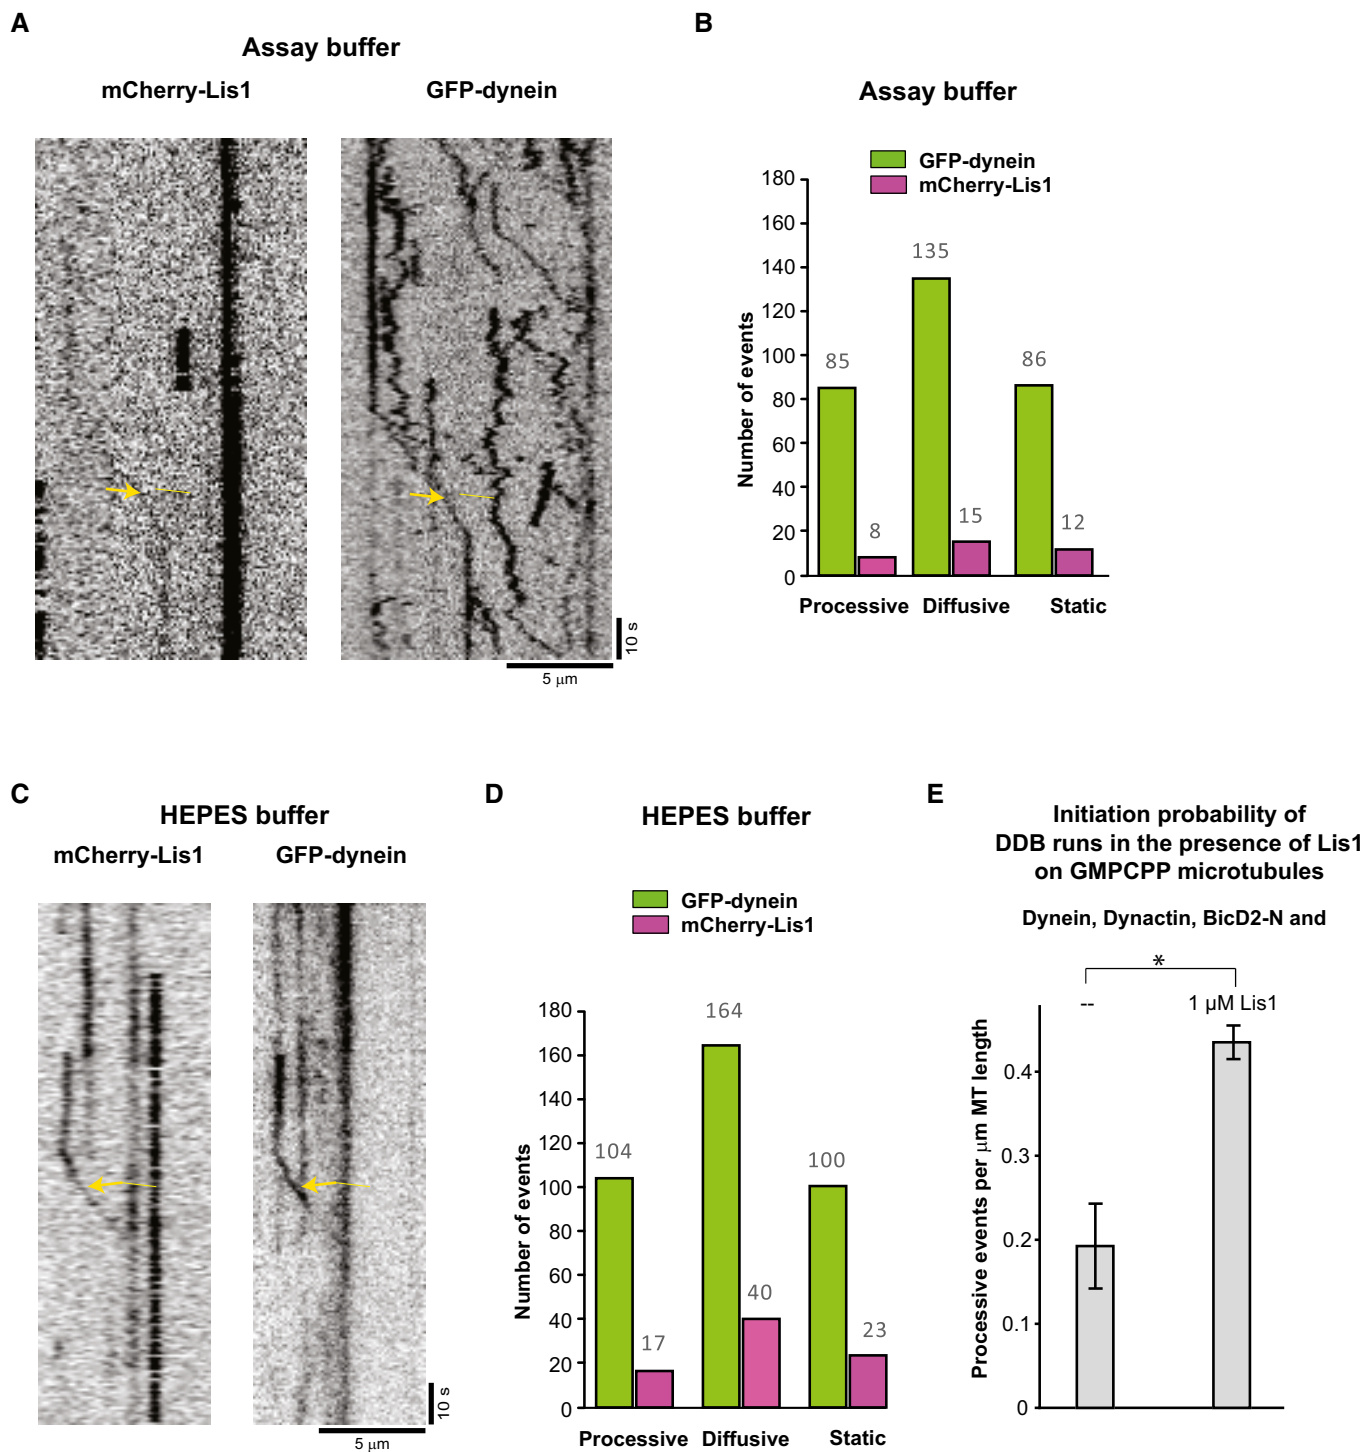 A
Assay buffer
mCherry-Lis1
GFP-dynein
10 s
5 μm
B
Assay buffer
GFP-dynein
mCherry-Lis1
Number of events
180
160
140
120
100
80
60
40
20
0
85
8
135
15
86
12
Processive
Diffusive
Static
C
HEPES buffer
mCherry-Lis1
GFP-dynein
10 s
5 μm
D
HEPES buffer
GFP-dynein
mCherry-Lis1
Number of events
180
160
140
120
100
80
60
40
20
0
104
17
164
40
100
23
Processive
Diffusive
Static
E
Initiation probability of
DDB runs in the presence of Lis1
on GMPCPP microtubules
Dynein, Dynactin, BicD2-N and
*
--
1 μM Lis1
Processive events per μm MT length
0.4
0.3
0.2
0.1
0